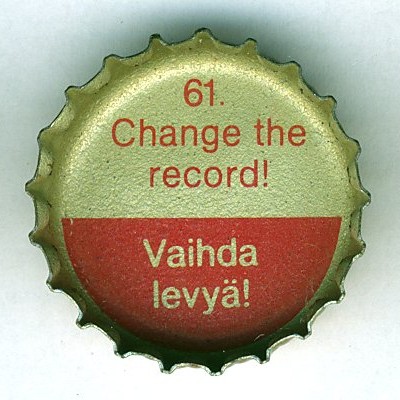 61.
Change the
record!
Vaihda
levyä!